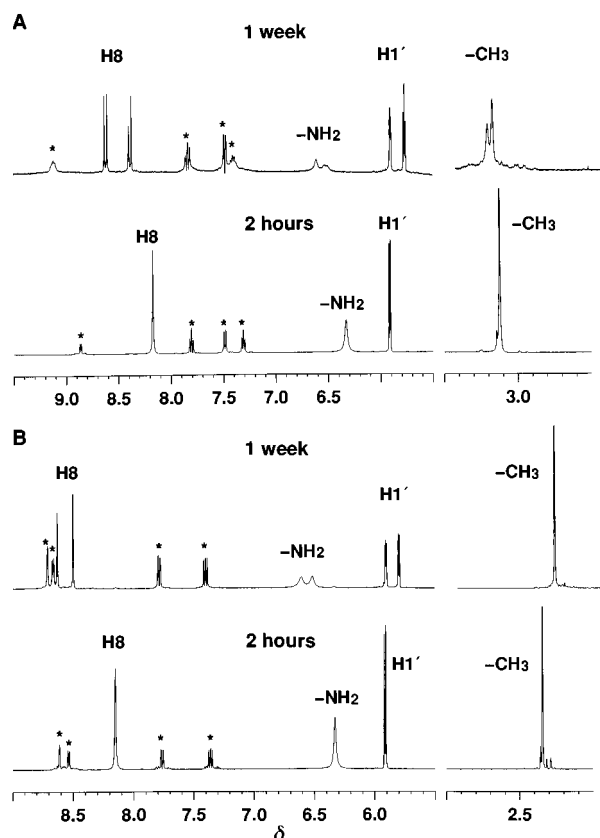 A
1 week
H8
H1´
–CH3
*
*
*
*
–NH2
2 hours
H8
H1´
–CH3
–NH2
*
*
*
*
9.0 8.5 8.0 7.5 7.0 6.5 6.0 3.0
B
1 week
H8
H1´
–CH3
*
*
*
*
–NH2
2 hours
H8
H1´
–CH3
–NH2
*
*
*
*
8.5 8.0 7.5 7.0 6.5 6.0 2.5
δ